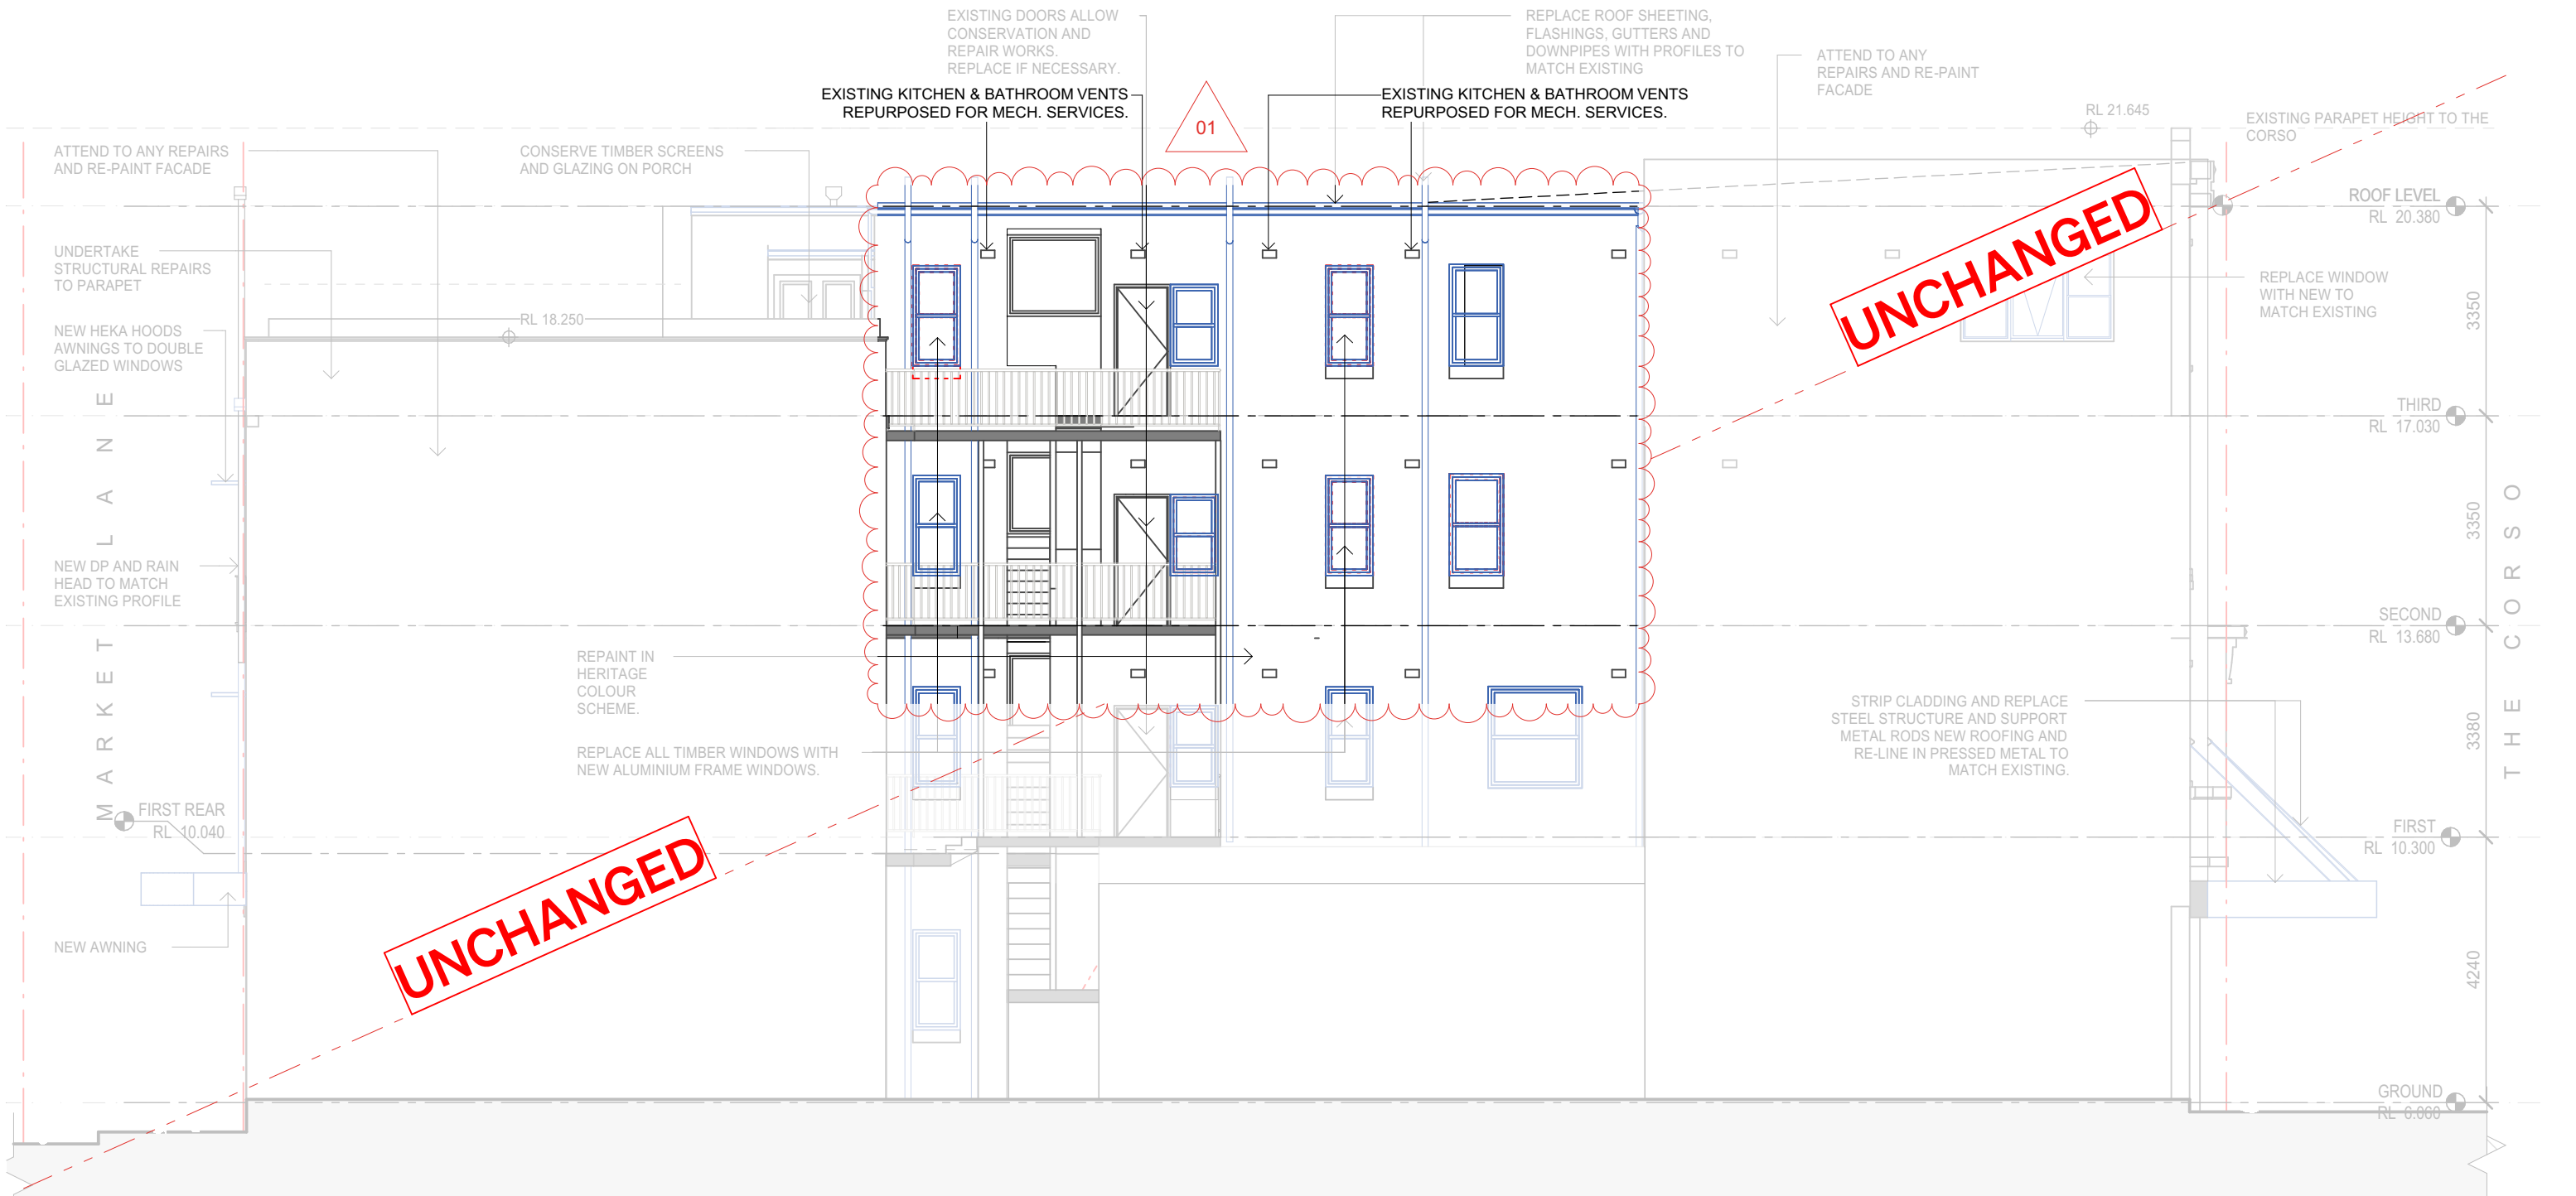 EXISTING DOORS ALLOW
CONSERVATION AND
REPAIR WORKS.
REPLACE IF NECESSARY.
REPLACE ROOF SHEETING,
FLASHINGS, GUTTERS AND
DOWNPIPES WITH PROFILES TO
MATCH EXISTING
ATTEND TO ANY
REPAIRS AND RE-PAINT
FACADE
EXISTING KITCHEN & BATHROOM VENTS
REPURPOSED FOR MECH. SERVICES.
01
EXISTING KITCHEN & BATHROOM VENTS
REPURPOSED FOR MECH. SERVICES.
RL 21.645
EXISTING PARAPET HEIGHT TO THE
CORSO
ATTEND TO ANY REPAIRS
AND RE-PAINT FACADE
CONSERVE TIMBER SCREENS
AND GLAZING ON PORCH
UNCHANGED
ROOF LEVEL
RL 20.380
UNDERTAKE
STRUCTURAL REPAIRS
TO PARAPET
REPLACE WINDOW
WITH NEW TO
MATCH EXISTING
3350
RL 18.250
NEW HEKA HOODS
AWNINGS TO DOUBLE
GLAZED WINDOWS
THIRD
RL 17.030
MARKET LANE
THE CORSO
3350
NEW DP AND RAIN
HEAD TO MATCH
EXISTING PROFILE
SECOND
RL 13.680
REPAINT IN
HERITAGE
COLOUR
SCHEME.
STRIP CLADDING AND REPLACE
STEEL STRUCTURE AND SUPPORT
METAL RODS NEW ROOFING AND
RE-LINE IN PRESSED METAL TO
MATCH EXISTING.
3380
REPLACE ALL TIMBER WINDOWS WITH
NEW ALUMINIUM FRAME WINDOWS.
FIRST REAR
RL 10.040
FIRST
RL 10.300
UNCHANGED
NEW AWNING
4240
GROUND
RL 6.060